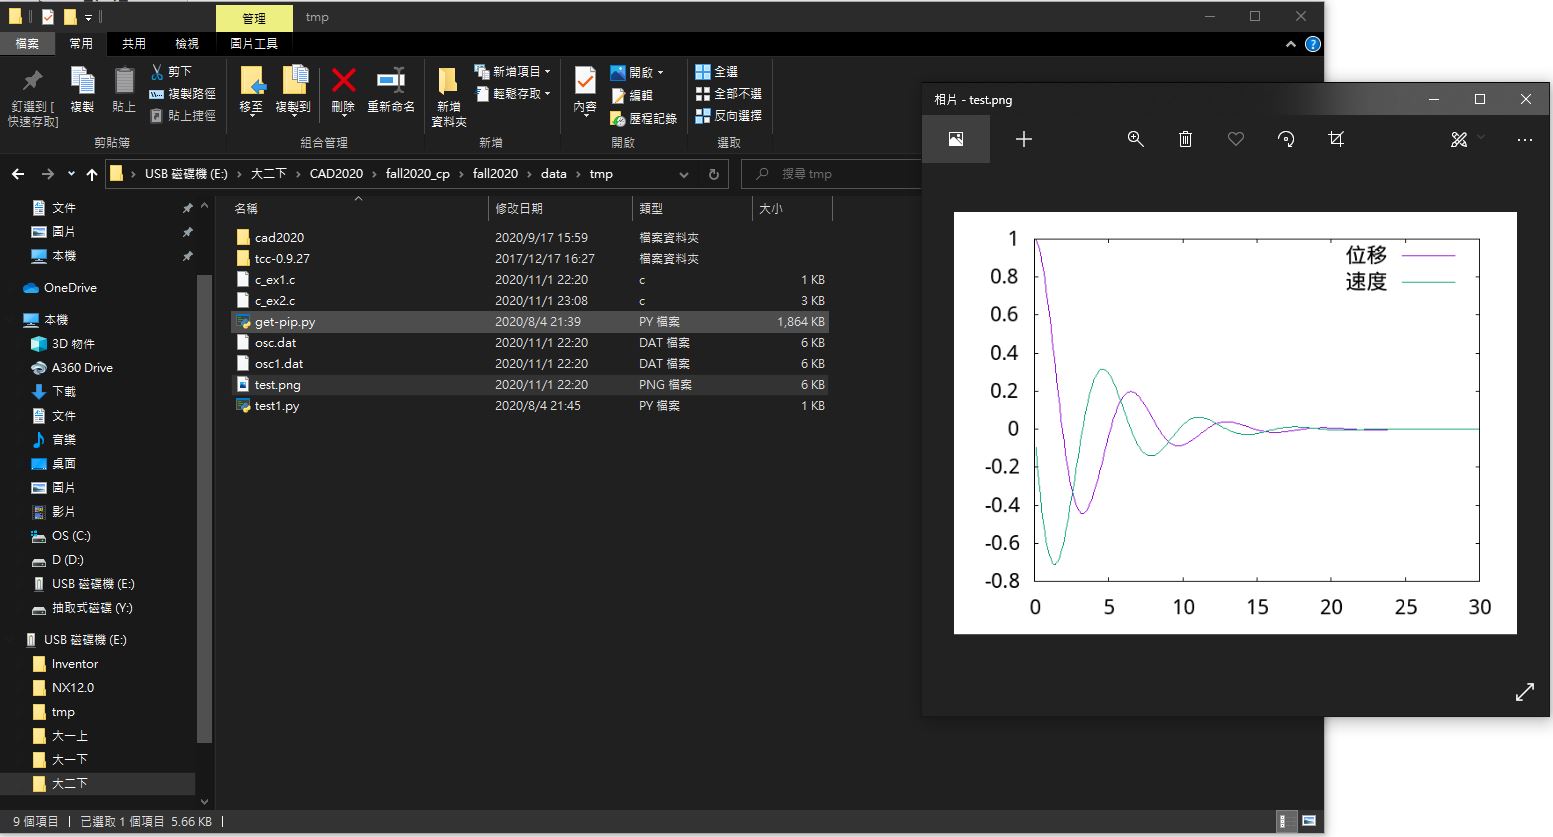 管理
tmp
檔案
常用
共用
檢視
圖片工具
釘選到 [
快速存取]
複製
貼上
剪下
複製路徑
貼上捷徑
剪貼簿
移至
複製到
刪除
重新命名
組合管理
新增
資料夾
新增項目
輕鬆存取
新增
內容
開啟
編輯
歷程記錄
開啟
全選
全部不選
反向選擇
選取
USB 磁碟機 (E:) › 大二下 › CAD2020 › fall2020_cp › fall2020 › data › tmp
搜尋 tmp
文件
圖片
本機
OneDrive
本機
3D 物件
A360 Drive
下載
文件
音樂
桌面
圖片
影片
OS (C:)
D (D:)
USB 磁碟機 (E:)
抽取式磁碟 (Y:)
USB 磁碟機 (E:)
Inventor
NX12.0
tmp
大一上
大一下
大二下
名稱 修改日期 類型 大小
cad2020 2020/9/17 15:59 檔案資料夾
tcc-0.9.27 2017/12/17 16:27 檔案資料夾
c_ex1.c 2020/11/1 22:20 c 1 KB
c_ex2.c 2020/11/1 23:08 c 3 KB
get-pip.py 2020/8/4 21:39 PY 檔案 1,864 KB
osc.dat 2020/11/1 22:20 DAT 檔案 6 KB
osc1.dat 2020/11/1 22:20 DAT 檔案 6 KB
test.png 2020/11/1 22:20 PNG 檔案 6 KB
test1.py 2020/8/4 21:45 PY 檔案 1 KB
9 個項目 | 已選取 1 個項目 5.66 KB |
相片 - test.png
位移
速度
1
0.8
0.6
0.4
0.2
0
-0.2
-0.4
-0.6
-0.8
0 5 10 15 20 25 30